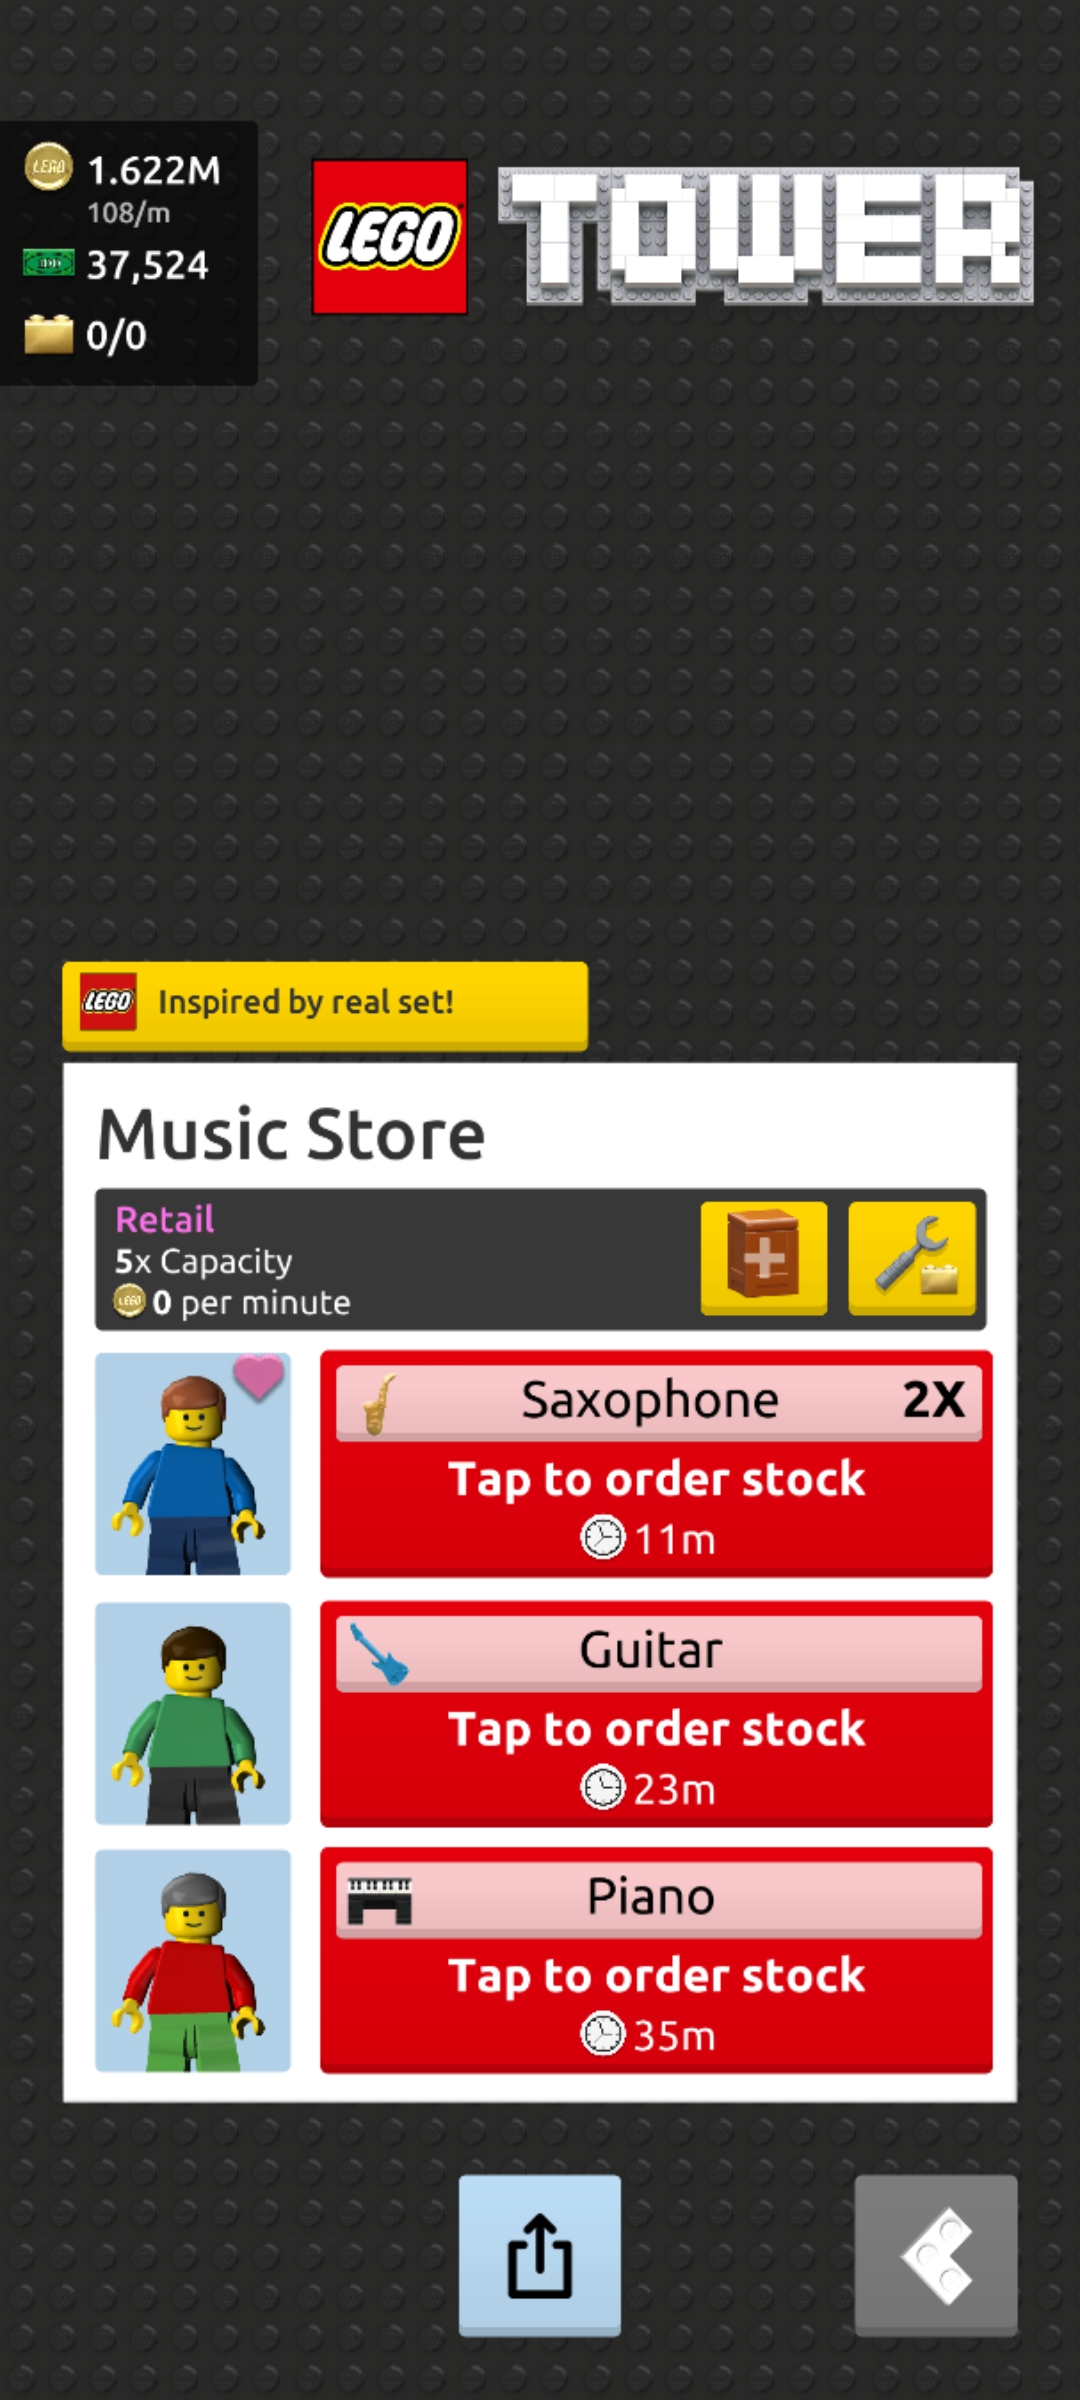 LEGO
1.622M
108/m
37,524
0/0
LEGO
TOWER
LEGO
Inspired by real set!
Music Store
Retail
5x Capacity
LEGO
0 per minute
Saxophone
2X
Tap to order stock
11m
Guitar
Tap to order stock
23m
Piano
Tap to order stock
35m